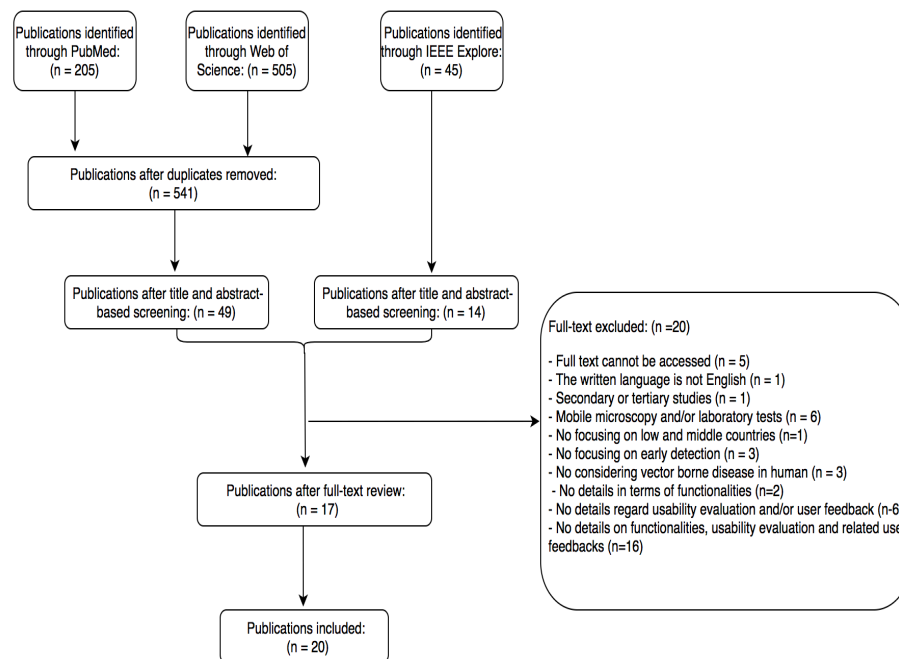 Publications identified
through PubMed:
(n = 205)
Publications identified
through Web of
Science: (n = 505)
Publications identified
through IEEE Explore:
(n = 45)
Publications after duplicates removed:
(n = 541)
Publications after title and abstract-
based screening: (n = 49)
Publications after title and abstract-
based screening: (n = 14)
Full-text excluded: (n =20)
- Full text cannot be accessed (n = 5)
- The written language is not English (n = 1)
- Secondary or tertiary studies (n = 1)
- Mobile microscopy and/or laboratory tests (n = 6)
- No focusing on low and middle countries (n=1)
- No focusing on early detection (n = 3)
- No considering vector borne disease in human (n = 3)
- No details in terms of functionalities (n=2)
- No details regard usability evaluation and/or user feedback (n-6
- No details on functionalities, usability evaluation and related use
feedbacks (n=16)
Publications after full-text review:
(n = 17)
Publications included:
(n = 20)